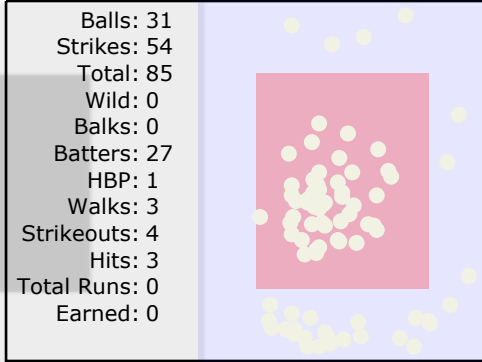 Balls: 31
Strikes: 54
Total: 85
Wild: 0
Balks: 0
Batters: 27
HBP: 1
Walks: 3
Strikeouts: 4
Hits: 3
Total Runs: 0
Earned: 0